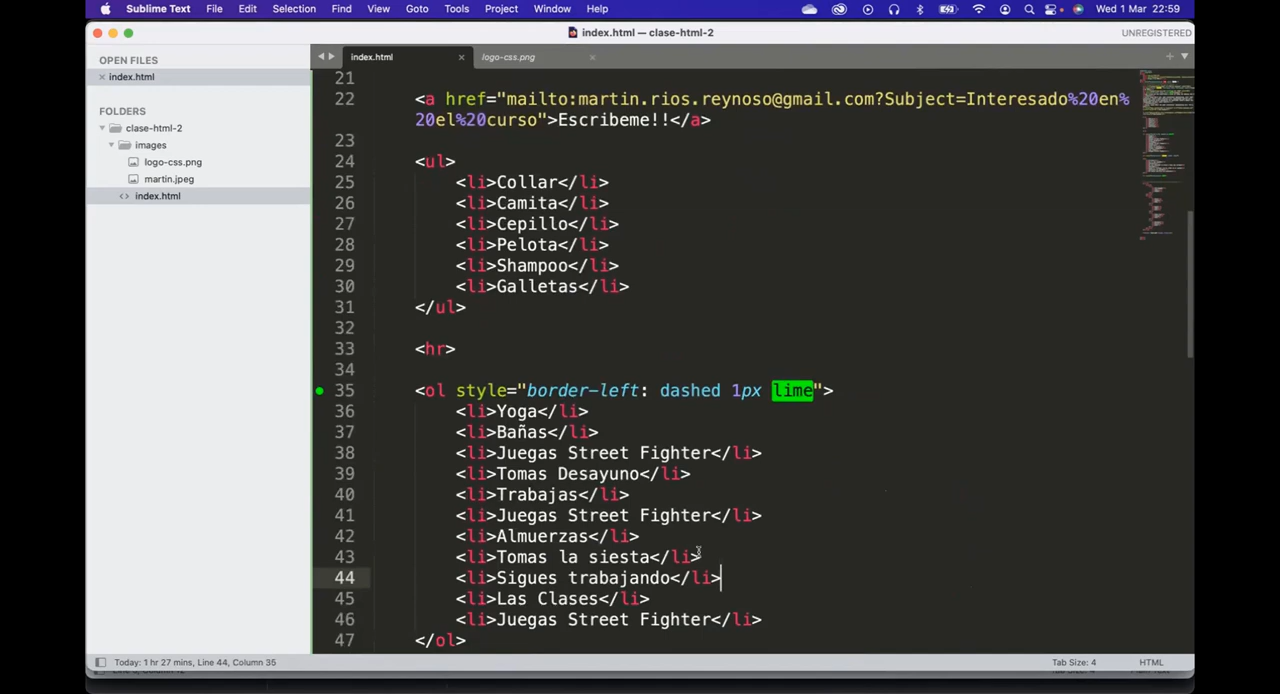 Sublime Text File Edit Selection Find View Goto Tools Project Window Help Wed 1 Mar 22:59
index.html — clase-html-2 UNREGISTERED
OPEN FILES
index.html
FOLDERS
clase-html-2
images
logo-css.png
martin.jpeg
index.html
index.html logo-css.png
21
22 <a href="mailto:martin.rios.reynoso@gmail.com?Subject=Interesado%20en%
20el%20curso">Escribeme!!</a>
23
24 <ul>
25 <li>Collar</li>
26 <li>Camita</li>
27 <li>Cepillo</li>
28 <li>Pelota</li>
29 <li>Shampoo</li>
30 <li>Galletas</li>
31 </ul>
32
33 <hr>
34
35 <ol style="border-left: dashed 1px lime">
36 <li>Yoga</li>
37 <li>Bañas</li>
38 <li>Juegas Street Fighter</li>
39 <li>Tomas Desayuno</li>
40 <li>Trabajas</li>
41 <li>Juegas Street Fighter</li>
42 <li>Almuerzas</li>
43 <li>Tomas la siesta</li>
44 <li>Sigues trabajando</li>
45 <li>Las Clases</li>
46 <li>Juegas Street Fighter</li>
47 </ol>
Today: 1 hr 27 mins, Line 44, Column 35 Tab Size: 4 HTML